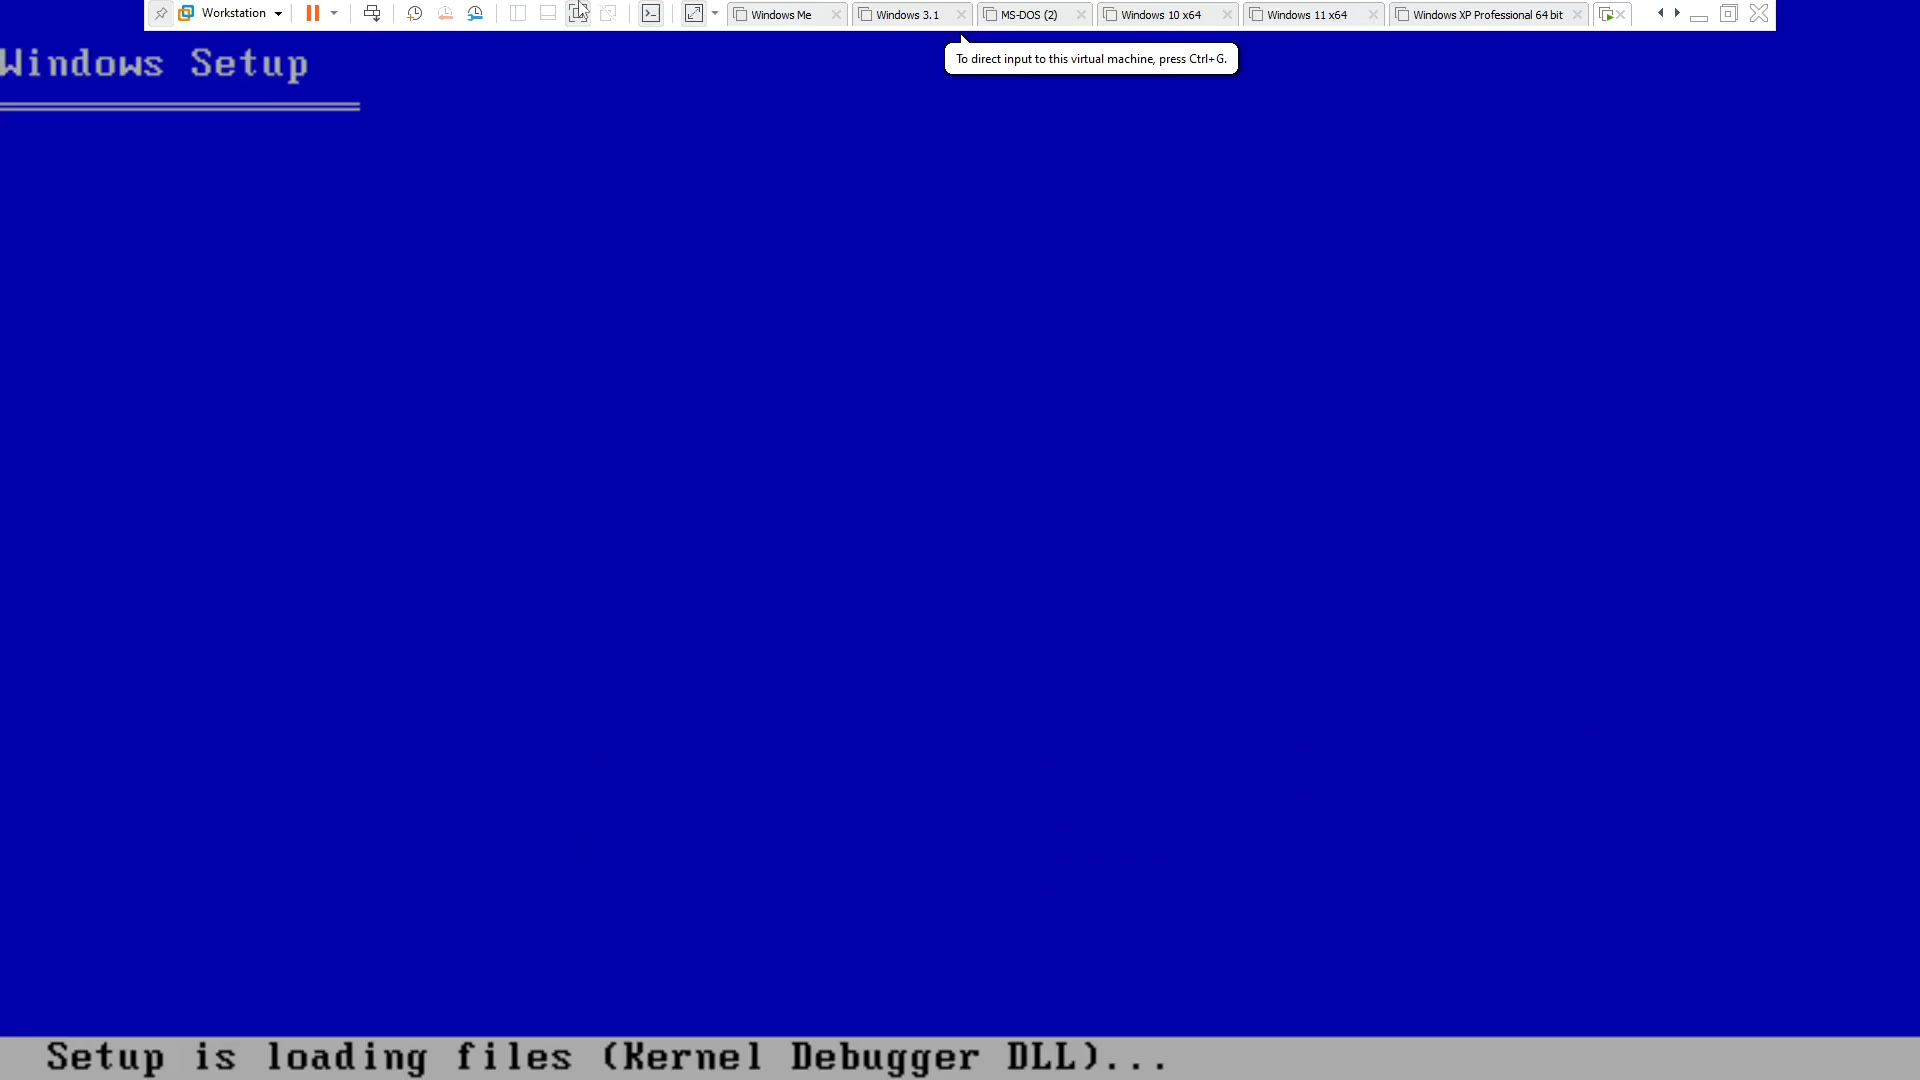 Workstation
Windows Me
Windows 3.1
MS-DOS (2)
Windows 10 x64
Windows 11 x64
Windows XP Professional 64 bit
To direct input to this virtual machine, press Ctrl+G.
Windows Setup
Setup is loading files (Kernel Debugger DLL)...